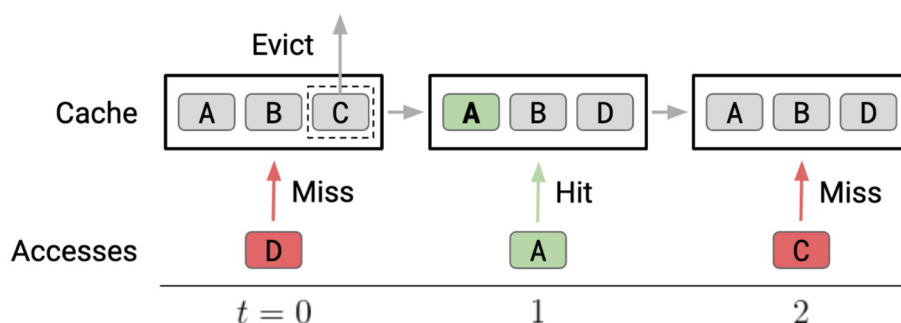 Evict
Cache A B C A B D A B D
Miss Hit Miss
Accesses D A C
t = 0 1 2